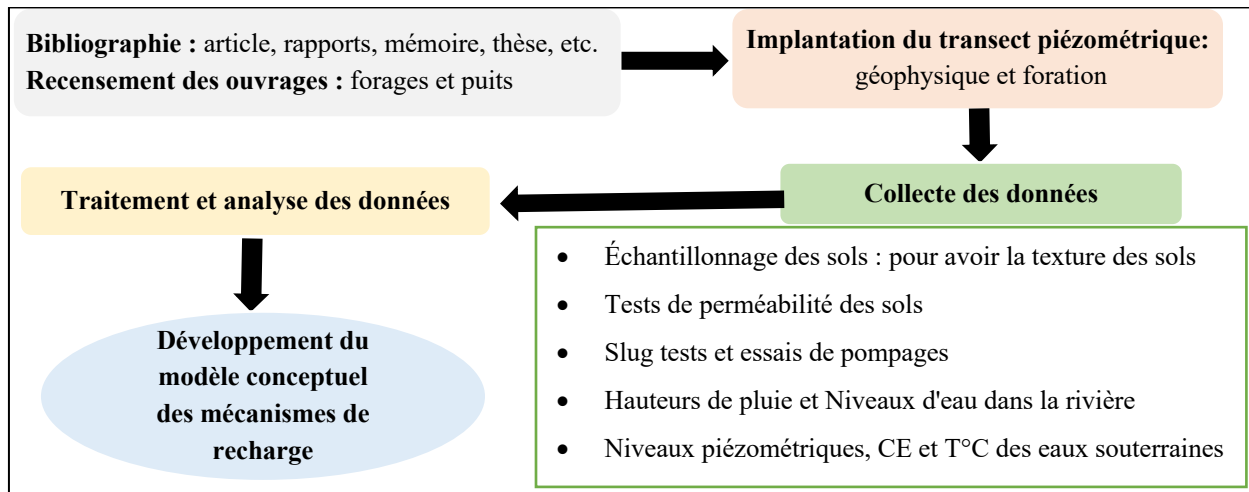 Bibliographie : article, rapports, mémoire, thèse, etc.
Recensement des ouvrages : forages et puits
Implantation du transect piézométrique:
géophysique et foration
Collecte des données
Traitement et analyse des données
• Échantillonnage des sols : pour avoir la texture des sols
• Tests de perméabilité des sols
• Slug tests et essais de pompages
• Hauteurs de pluie et Niveaux d'eau dans la rivière
• Niveaux piézométriques, CE et T°C des eaux souterraines
Développement du
modèle conceptuel
des mécanismes de
recharge